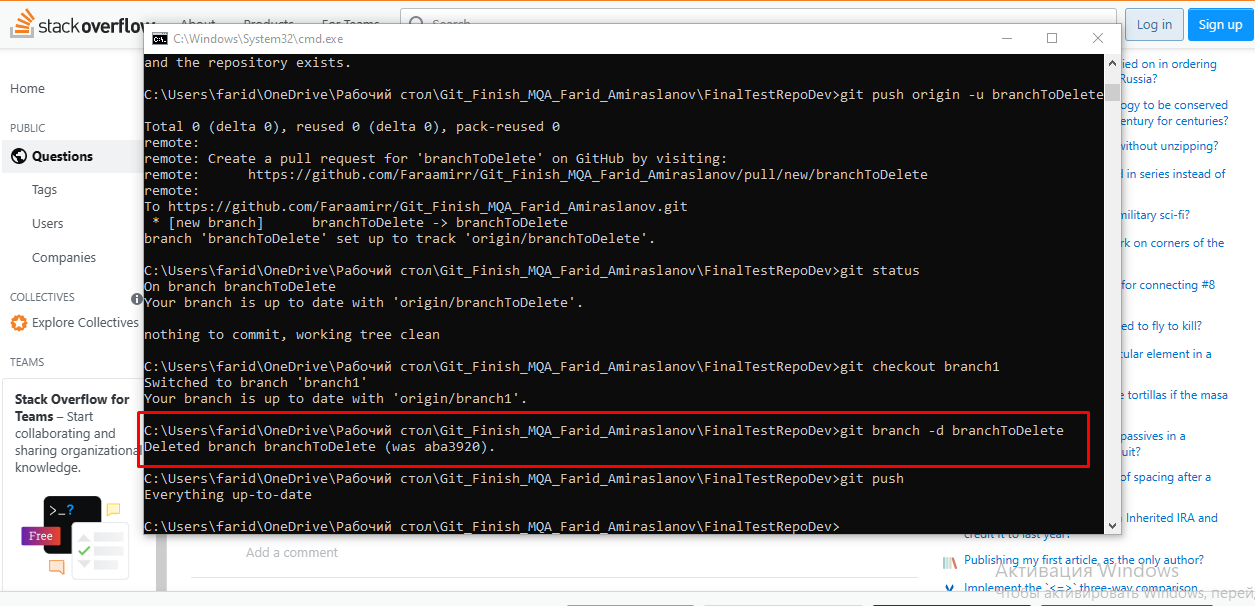 stack overflow
About
Products
For Teams
Search
Log in
Sign up
Home
PUBLIC
Questions
Tags
Users
Companies
COLLECTIVES
Explore Collectives
TEAMS
Stack Overflow for
Teams – Start
collaborating and
sharing organizational
knowledge.
>_?
Free
C:\Windows\System32\cmd.exe
and the repository exists.
C:\Users\farid\OneDrive\Рабочий стол\Git_Finish_MQA_Farid_Amiraslanov\FinalTestRepoDev>git push origin -u branchToDelete
Total 0 (delta 0), reused 0 (delta 0), pack-reused 0
remote:
remote: Create a pull request for 'branchToDelete' on GitHub by visiting:
remote:      https://github.com/Faraamirr/Git_Finish_MQA_Farid_Amiraslanov/pull/new/branchToDelete
remote:
To https://github.com/Faraamirr/Git_Finish_MQA_Farid_Amiraslanov.git
 * [new branch]      branchToDelete -> branchToDelete
branch 'branchToDelete' set up to track 'origin/branchToDelete'.
C:\Users\farid\OneDrive\Рабочий стол\Git_Finish_MQA_Farid_Amiraslanov\FinalTestRepoDev>git status
On branch branchToDelete
Your branch is up to date with 'origin/branchToDelete'.
nothing to commit, working tree clean
C:\Users\farid\OneDrive\Рабочий стол\Git_Finish_MQA_Farid_Amiraslanov\FinalTestRepoDev>git checkout branch1
Switched to branch 'branch1'
Your branch is up to date with 'origin/branch1'.
C:\Users\farid\OneDrive\Рабочий стол\Git_Finish_MQA_Farid_Amiraslanov\FinalTestRepoDev>git branch -d branchToDelete
Deleted branch branchToDelete (was aba3920).
C:\Users\farid\OneDrive\Рабочий стол\Git_Finish_MQA_Farid_Amiraslanov\FinalTestRepoDev>git push
Everything up-to-date
C:\Users\farid\OneDrive\Рабочий стол\Git_Finish_MQA_Farid_Amiraslanov\FinalTestRepoDev>
Add a comment
on in ordering
Russia?
to be conserved
for centuries?
without unzipping?
in series instead of
military sci-fi?
on corners of the
for connecting #8
to fly to kill?
element in a
tortillas if the masa
passives in a
of spacing after a
Inherited IRA and
credit it to last year?
Publishing my first article, as the only author?
Implement the `<=>` three-way comparison
Активация Windows
Чтобы активировать Windows, перей